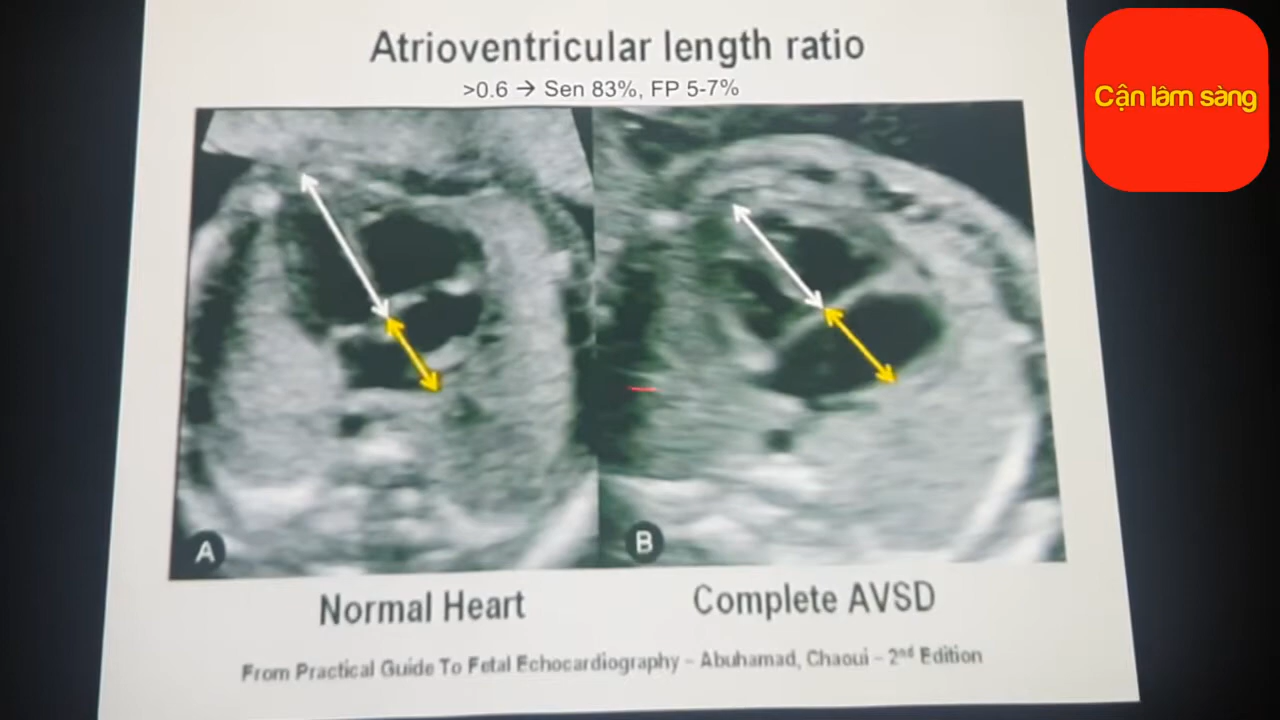 Atrioventricular length ratio
>0.6 → Sen 83%, FP 5-7%
Cận lâm sàng
A
B
Normal Heart
Complete AVSD
From Practical Guide To Fetal Echocardiography – Abuhamad, Chaoui – 2nd Edition